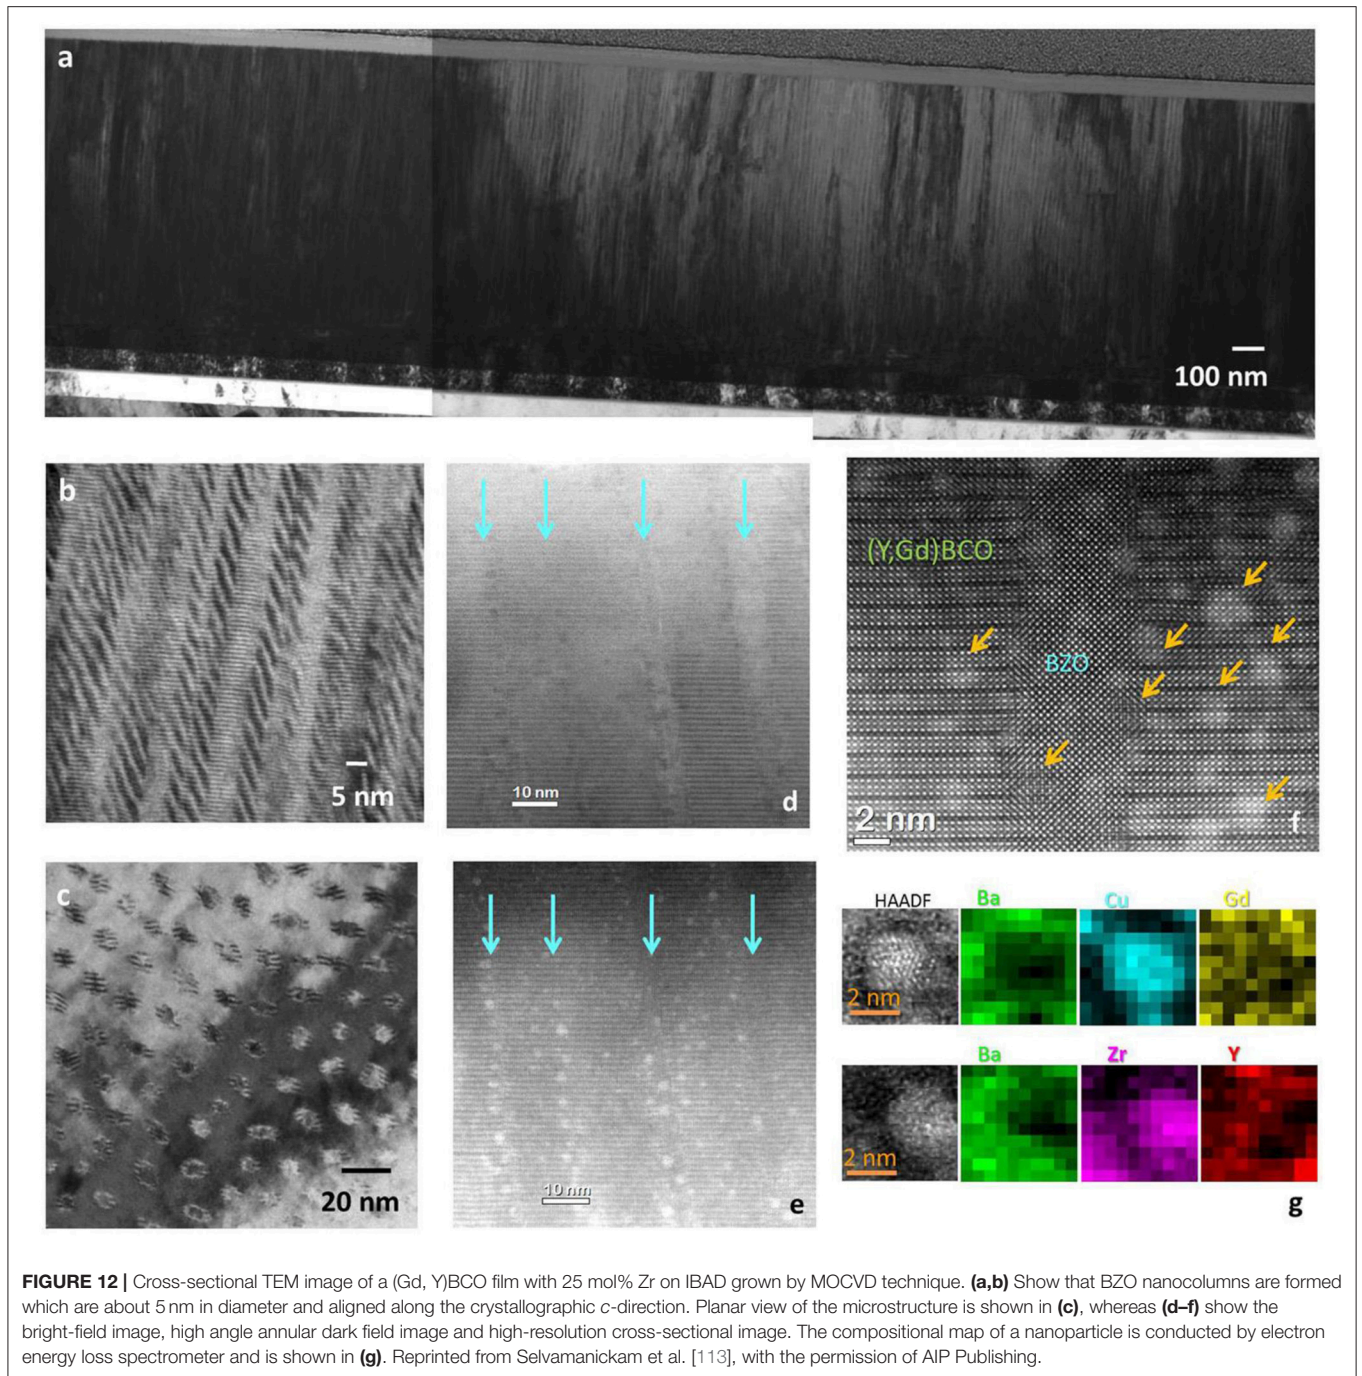 a
100 nm
b
5 nm
10 nm
d
(Y,Gd)BCO
BZO
2 nm
f
c
20 nm
10 nm
e
HAADF Ba Cu Gd
2 nm
Ba Zr Y
2 nm
g
FIGURE 12 | Cross-sectional TEM image of a (Gd, Y)BCO film with 25 mol% Zr on IBAD grown by MOCVD technique. (a,b) Show that BZO nanocolumns are formed
which are about 5 nm in diameter and aligned along the crystallographic c-direction. Planar view of the microstructure is shown in (c), whereas (d–f) show the
bright-field image, high angle annular dark field image and high-resolution cross-sectional image. The compositional map of a nanoparticle is conducted by electron
energy loss spectrometer and is shown in (g). Reprinted from Selvamanickam et al. [113], with the permission of AIP Publishing.